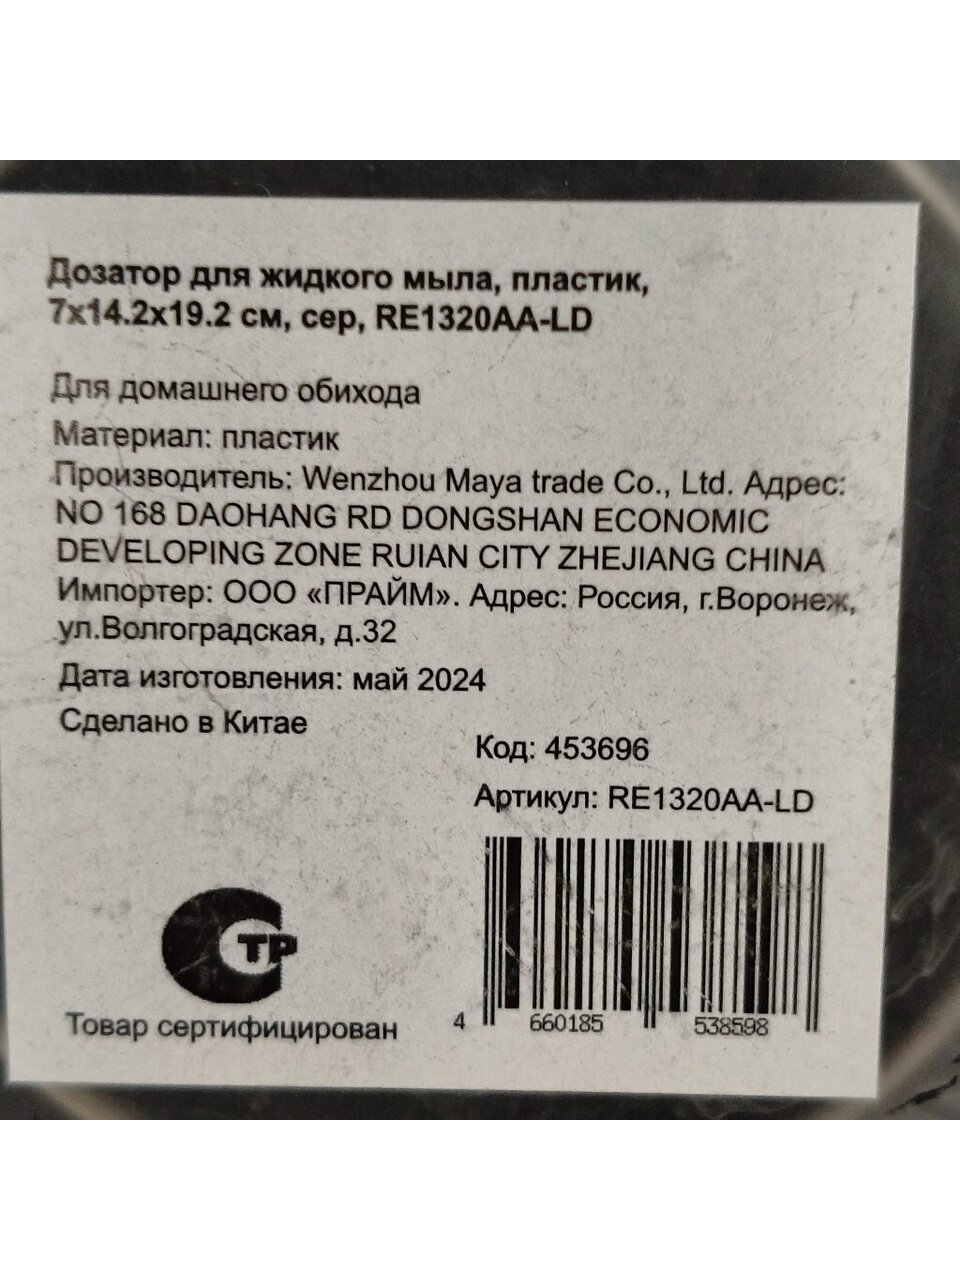 Дозатор для жидкого мыла, пластик,
7х14.2х19.2 см, сер, RE1320AA-LD
Для домашнего обихода
Материал: пластик
Производитель: Wenzhou Maya trade Co., Ltd. Адрес:
NO 168 DAOHANG RD DONGSHAN ECONOMIC
DEVELOPING ZONE RUIAN CITY ZHEJIANG CHINA
Импортер: ООО «ПРАЙМ». Адрес: Россия, г.Воронеж,
ул.Волгоградская, д.32
Дата изготовления: май 2024
Сделано в Китае
Код: 453696
Артикул: RE1320AA-LD
СТР
Товар сертифицирован
4 660185 538598